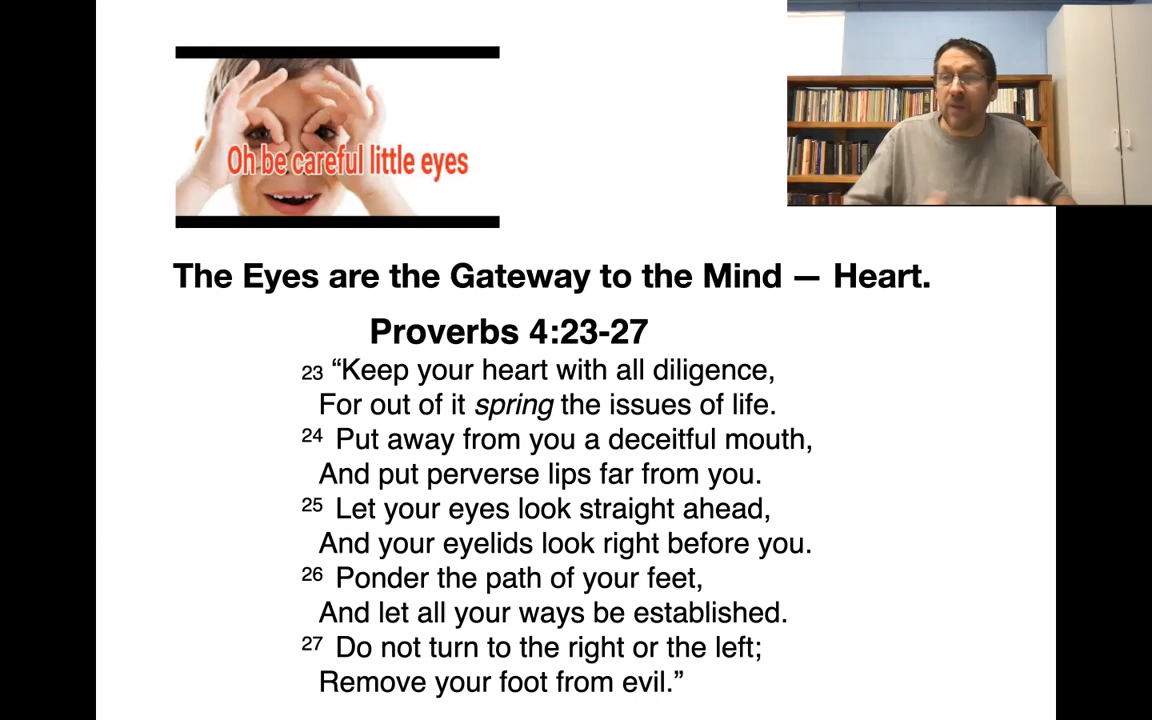 Oh be careful little eyes
The Eyes are the Gateway to the Mind — Heart.
Proverbs 4:23-27
23 “Keep your heart with all diligence,
For out of it spring the issues of life.
24 Put away from you a deceitful mouth,
And put perverse lips far from you.
25 Let your eyes look straight ahead,
And your eyelids look right before you.
26 Ponder the path of your feet,
And let all your ways be established.
27 Do not turn to the right or the left;
Remove your foot from evil.”